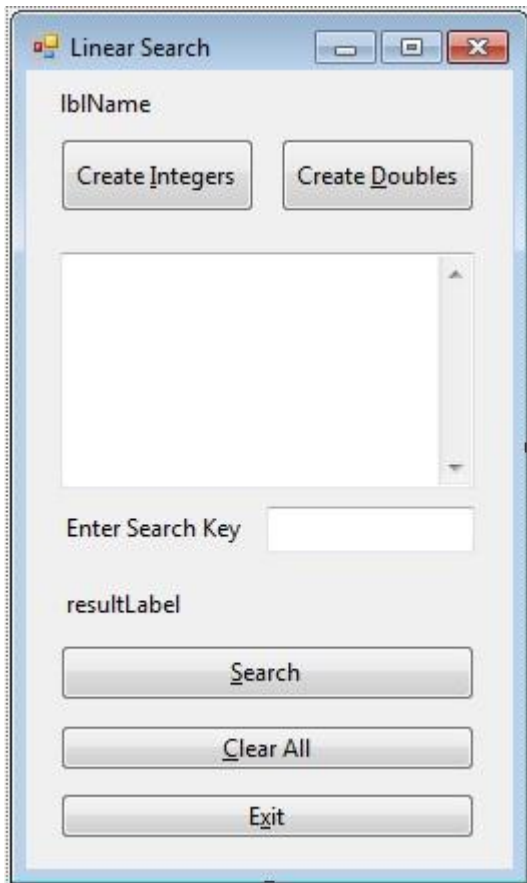 Linear Search
lblName
Create Integers
Create Doubles
Enter Search Key
resultLabel
Search
Clear All
Exit